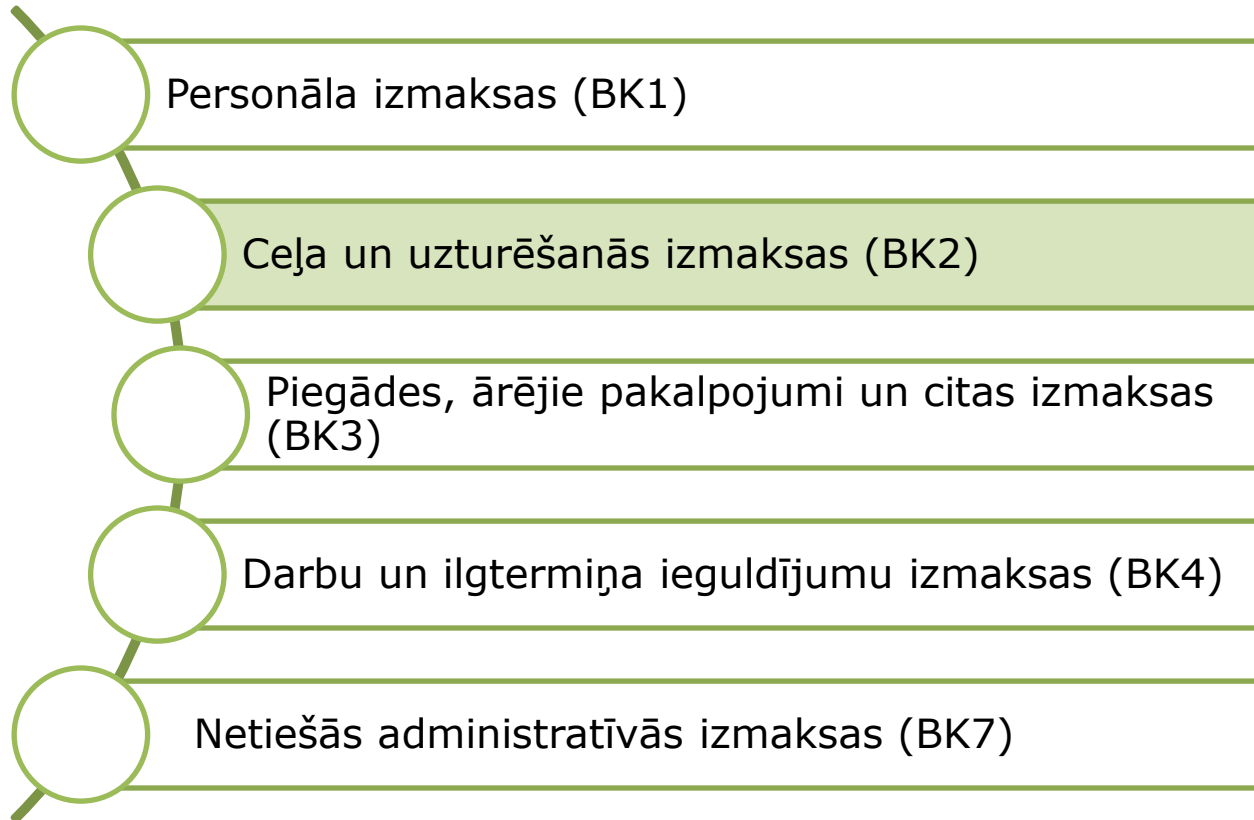 Personāla izmaksas (BK1)
Ceļa un uzturēšanās izmaksas (BK2)
Piegādes, ārējie pakalpojumi un citas izmaksas
(BK3)
Darbu un ilgtermiņa ieguldījumu izmaksas (BK4)
Netiešās administratīvās izmaksas (BK7)